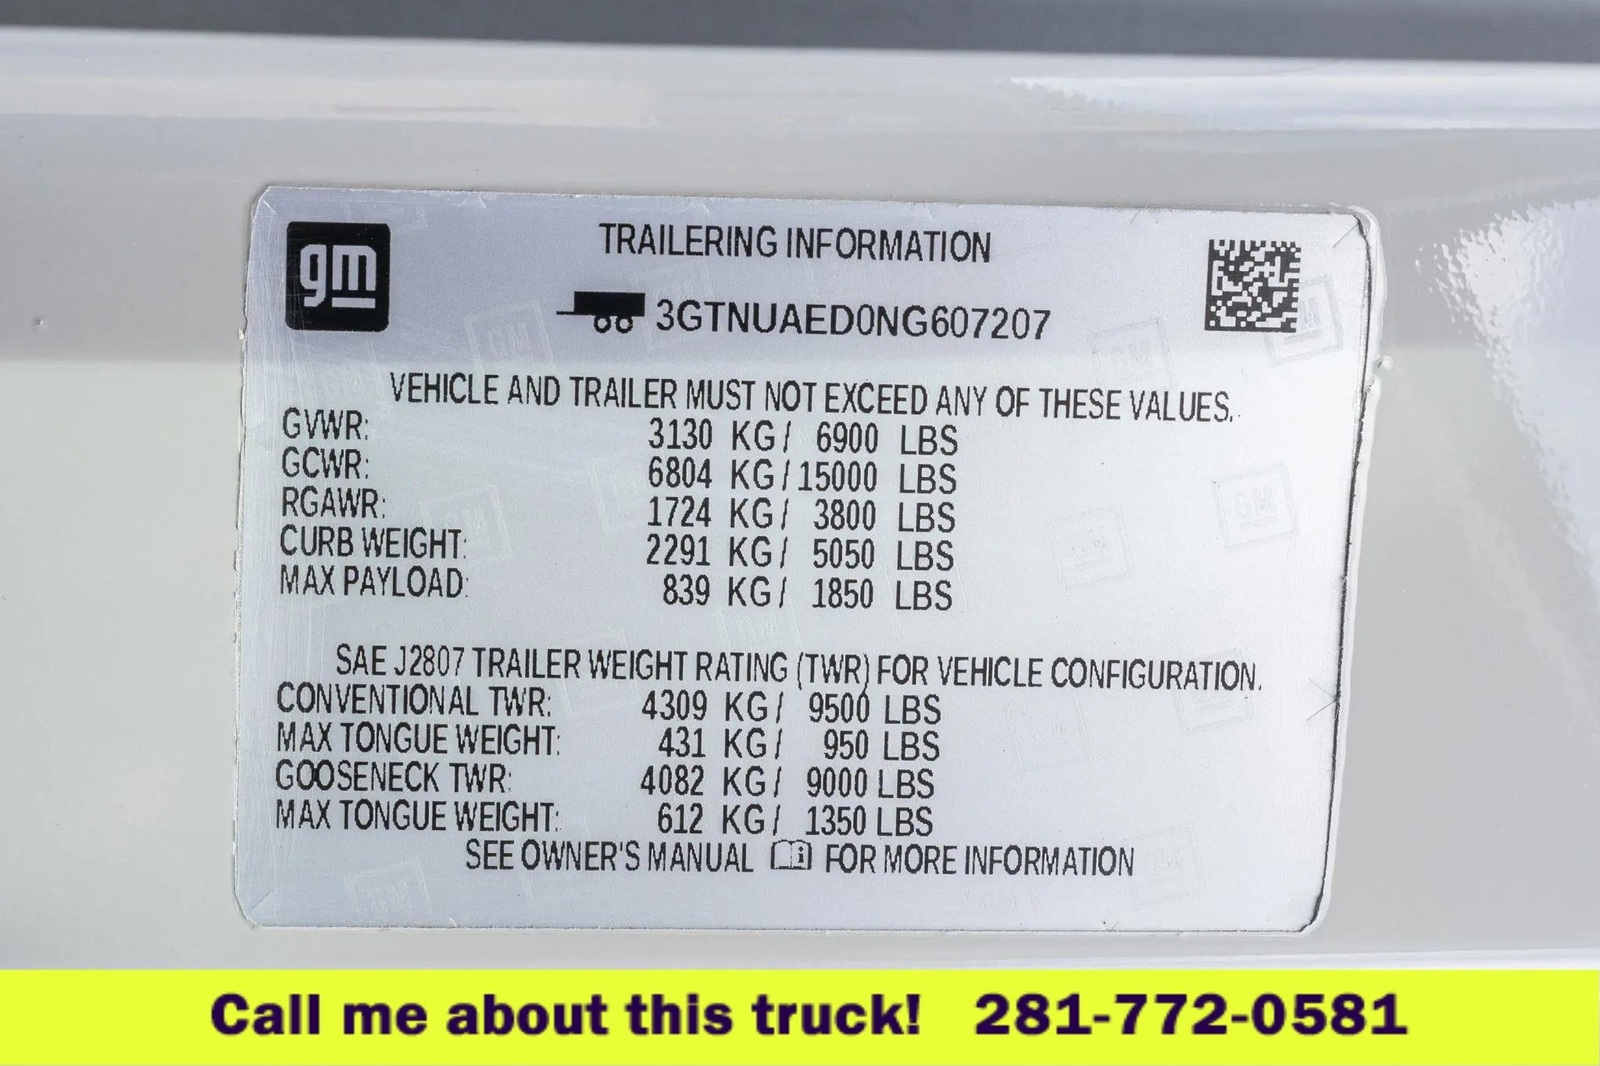 gm
TRAILERING INFORMATION
3GTNUAED0NG607207
VEHICLE AND TRAILER MUST NOT EXCEED ANY OF THESE VALUES.
GVWR: 3130 KG/ 6900 LBS
GCWR: 6804 KG/15000 LBS
RGAWR: 1724 KG/ 3800 LBS
CURB WEIGHT: 2291 KG/ 5050 LBS
MAX PAYLOAD: 839 KG/ 1850 LBS
SAE J2807 TRAILER WEIGHT RATING (TWR) FOR VEHICLE CONFIGURATION.
CONVENTIONAL TWR: 4309 KG/ 9500 LBS
MAX TONGUE WEIGHT: 431 KG/ 950 LBS
GOOSENECK TWR: 4082 KG/ 9000 LBS
MAX TONGUE WEIGHT: 612 KG/ 1350 LBS
SEE OWNER'S MANUAL FOR MORE INFORMATION
Call me about this truck! 281-772-0581